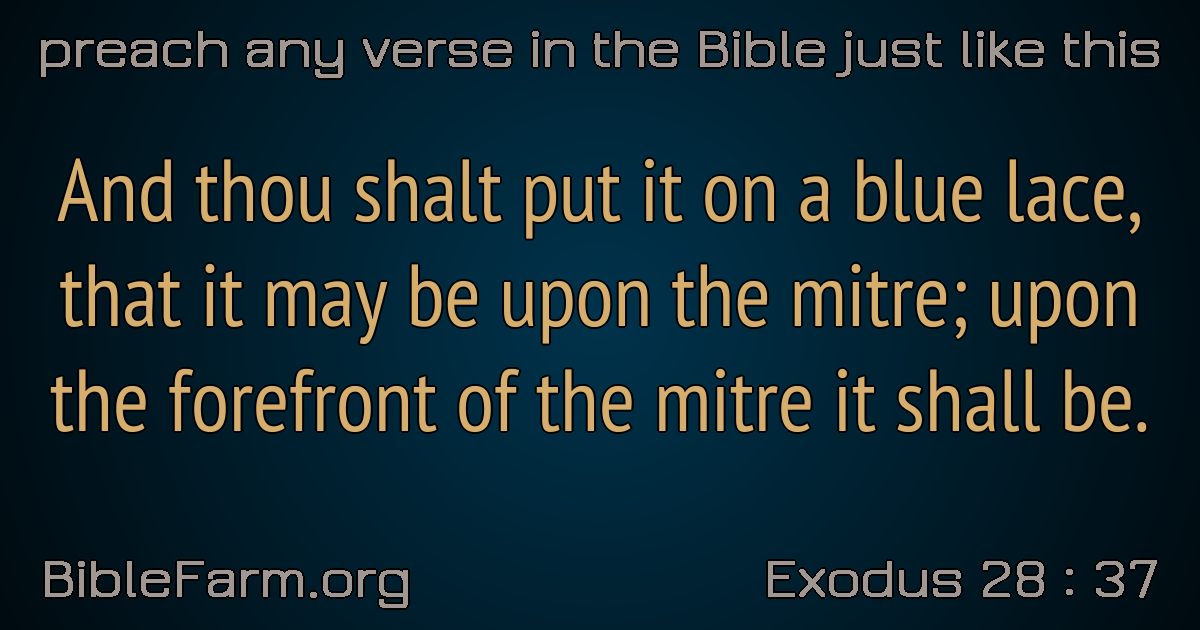 preach any verse in the Bible just like this
And thou shalt put it on a blue lace,
that it may be upon the mitre; upon
the forefront of the mitre it shall be.
BibleFarm.org
Exodus 28 : 37